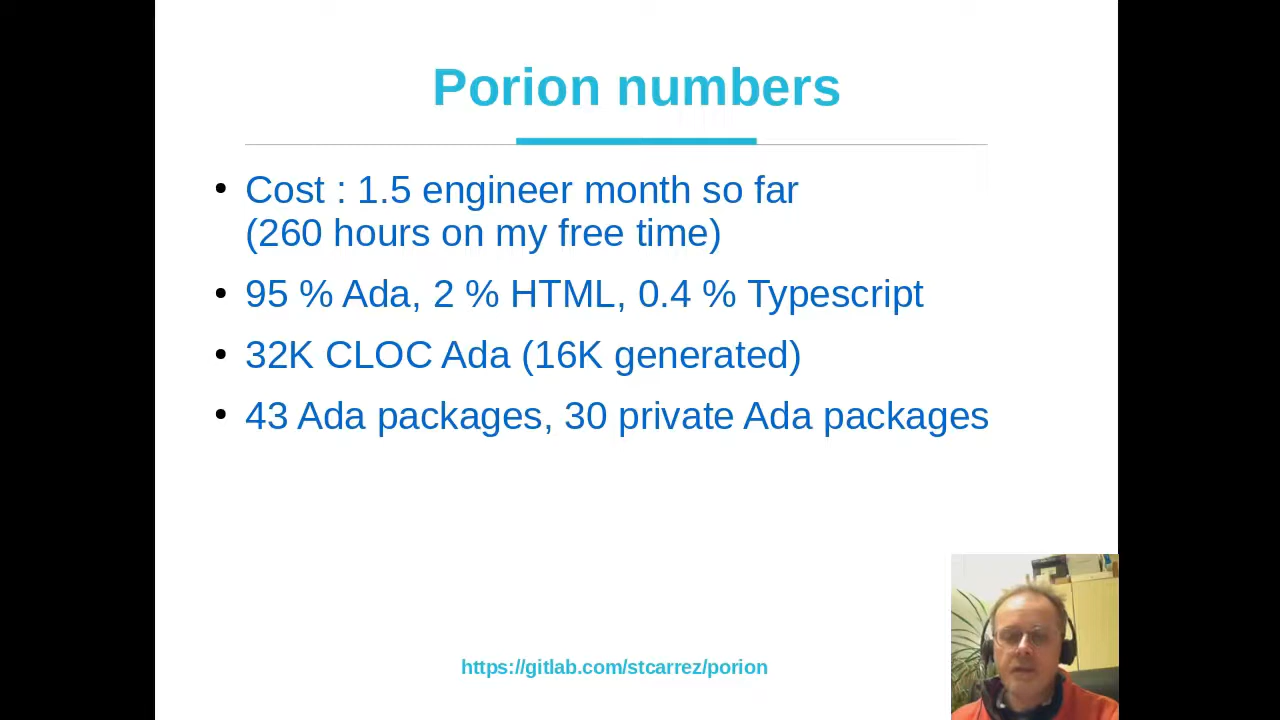 Porion numbers
• Cost : 1.5 engineer month so far
(260 hours on my free time)
• 95 % Ada, 2 % HTML, 0.4 % Typescript
• 32K CLOC Ada (16K generated)
• 43 Ada packages, 30 private Ada packages
https://gitlab.com/stcarrez/porion